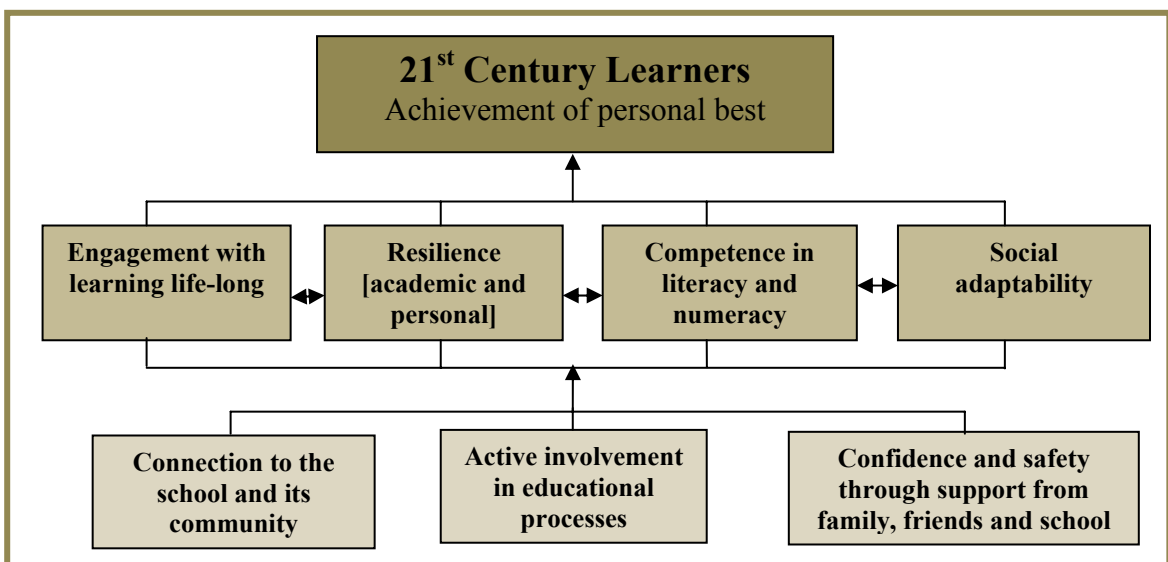 21st Century Learners
Achievement of personal best
Engagement with
learning life-long
Resilience
[academic and
personal]
Competence in
literacy and
numeracy
Social
adaptability
Connection to the
school and its
community
Active involvement
in educational
processes
Confidence and safety
through support from
family, friends and school